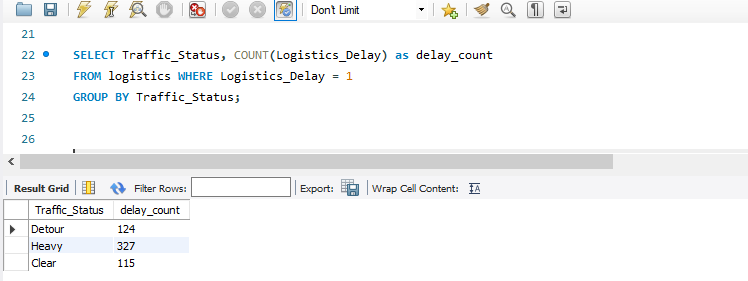 Don't Limit
21
22 SELECT Traffic_Status, COUNT(Logistics_Delay) as delay_count
23 FROM logistics WHERE Logistics_Delay = 1
24 GROUP BY Traffic_Status;
25
26
Result Grid Filter Rows: Export: Wrap Cell Content:
Traffic_Status delay_count
Detour 124
Heavy 327
Clear 115